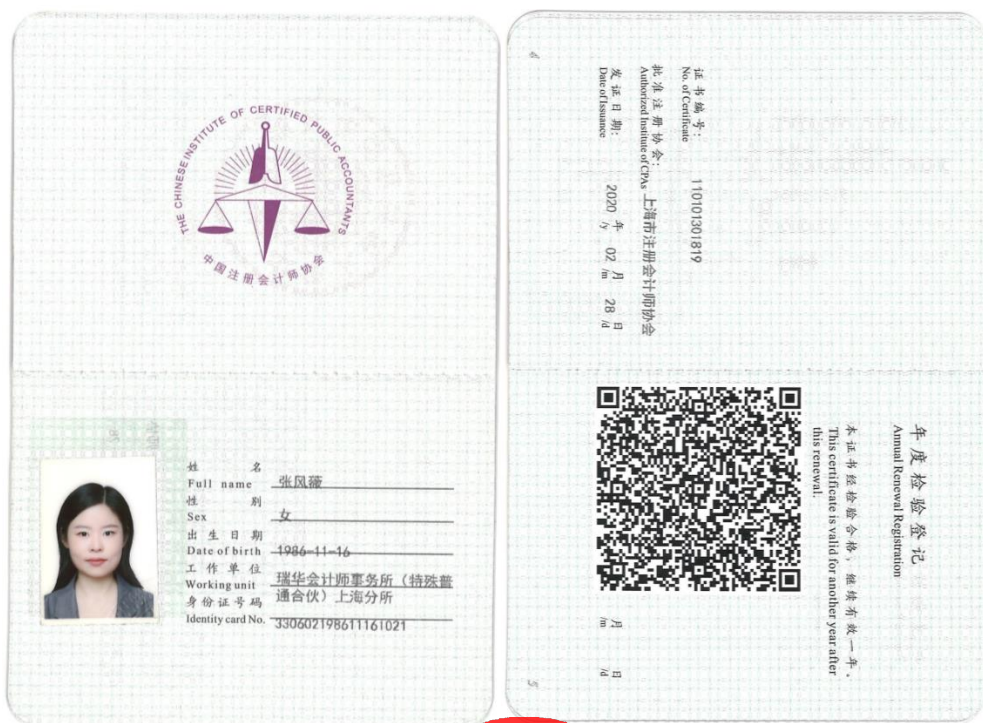 THE CHINESE INSTITUTE OF CERTIFIED PUBLIC ACCOUNTANTS
中国注册会计师协会
姓 名
Full name 张风薇
性 别
Sex 女
出生日期
Date of birth 1986-11-16
工作单位
Working unit 瑞华会计师事务所（特殊普
通合伙）上海分所
身份证号码
Identity card No. 330602198611161021
证书编号：
No. of Certificate 110101301819
批准注册协会：
Authorized Institute of CPAs 上海市注册会计师协会
发证日期：
Date of Issuance 2020 年 02 月 28 日
/y /m /d
年度检验登记
Annual Renewal Registration
本证书经检验合格，继续有效一年。
This certificate is valid for another year after
this renewal.
月 日
/m /d
5